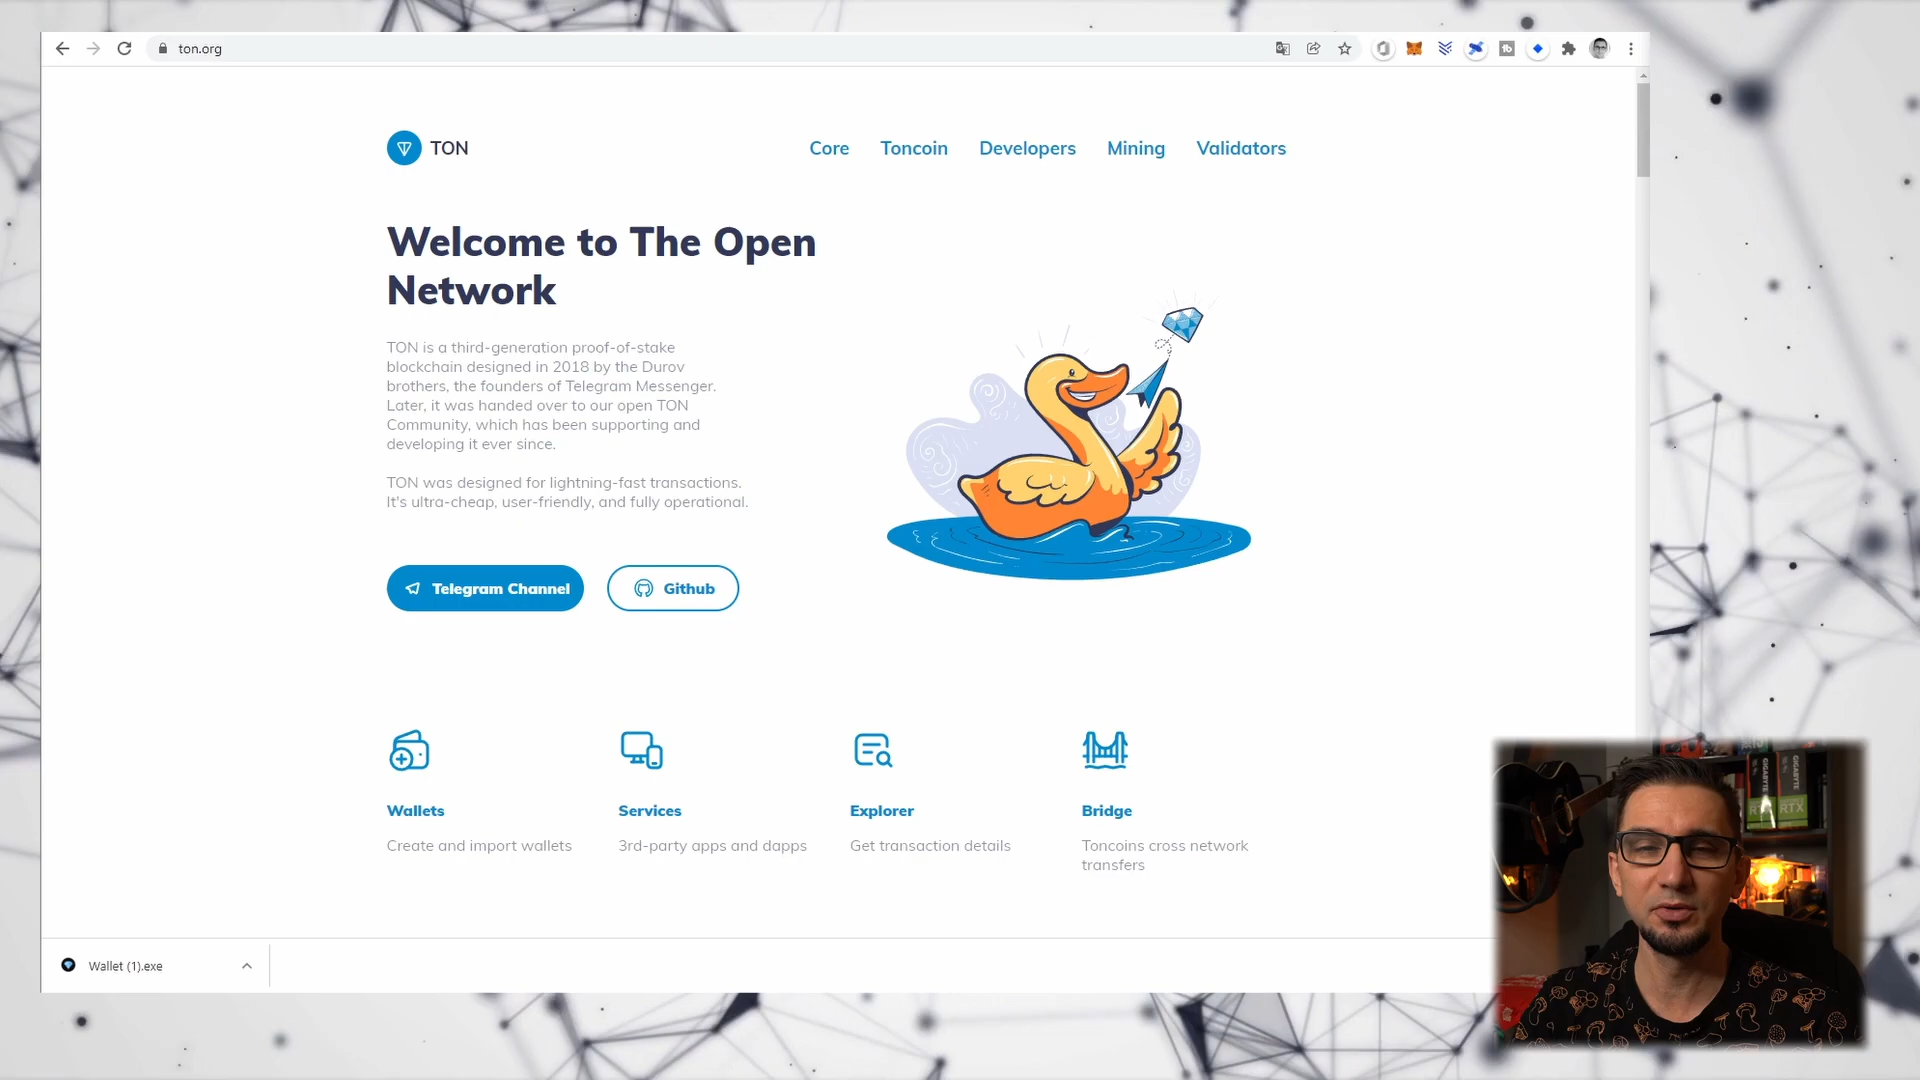 ton.org
TON
Core Toncoin Developers Mining Validators
Welcome to The Open
Network
TON is a third-generation proof-of-stake
blockchain designed in 2018 by the Durov
brothers, the founders of Telegram Messenger.
Later, it was handed over to our open TON
Community, which has been supporting and
developing it ever since.
TON was designed for lightning-fast transactions.
It's ultra-cheap, user-friendly, and fully operational.
Telegram Channel
Github
Wallets
Create and import wallets
Services
3rd-party apps and dapps
Explorer
Get transaction details
Bridge
Toncoins cross network
transfers
Wallet (1).exe
GIGABYTE
GIGABYTE
RTX